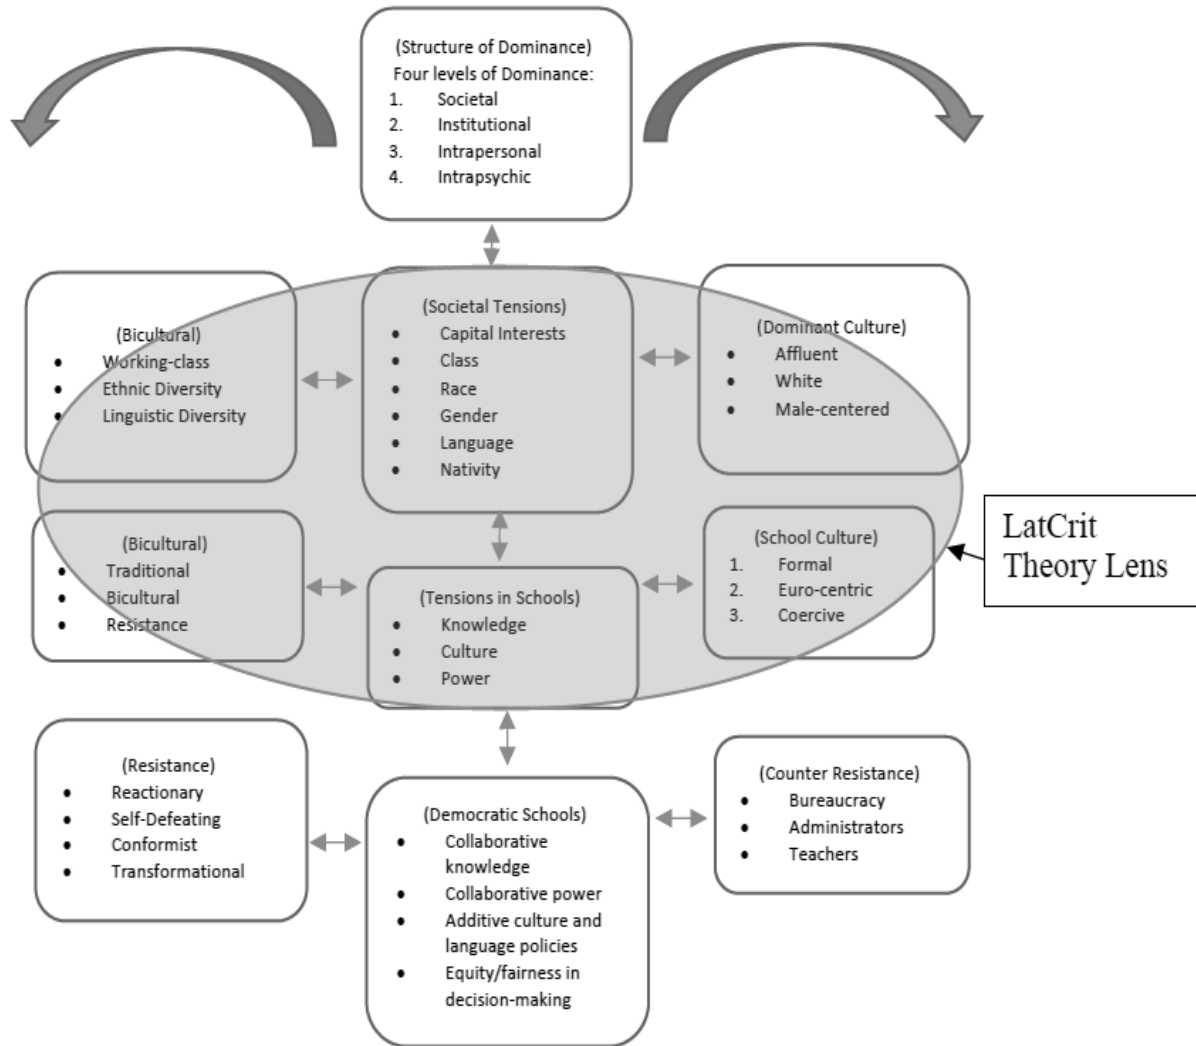 (Structure of Dominance)
Four levels of Dominance:
1. Societal
2. Institutional
3. Intrapersonal
4. Intrapsychic
(Bicultural)
• Working-class
• Ethnic Diversity
• Linguistic Diversity
(Societal Tensions)
• Capital Interests
• Class
• Race
• Gender
• Language
• Nativity
(Dominant Culture)
• Affluent
• White
• Male-centered
(Bicultural)
• Traditional
• Bicultural
• Resistance
(Tensions in Schools)
• Knowledge
• Culture
• Power
(School Culture)
1. Formal
2. Euro-centric
3. Coercive
LatCrit
Theory Lens
(Resistance)
• Reactionary
• Self-Defeating
• Conformist
• Transformational
(Democratic Schools)
• Collaborative
knowledge
• Collaborative power
• Additive culture and
language policies
• Equity/fairness in
decision-making
(Counter Resistance)
• Bureaucracy
• Administrators
• Teachers